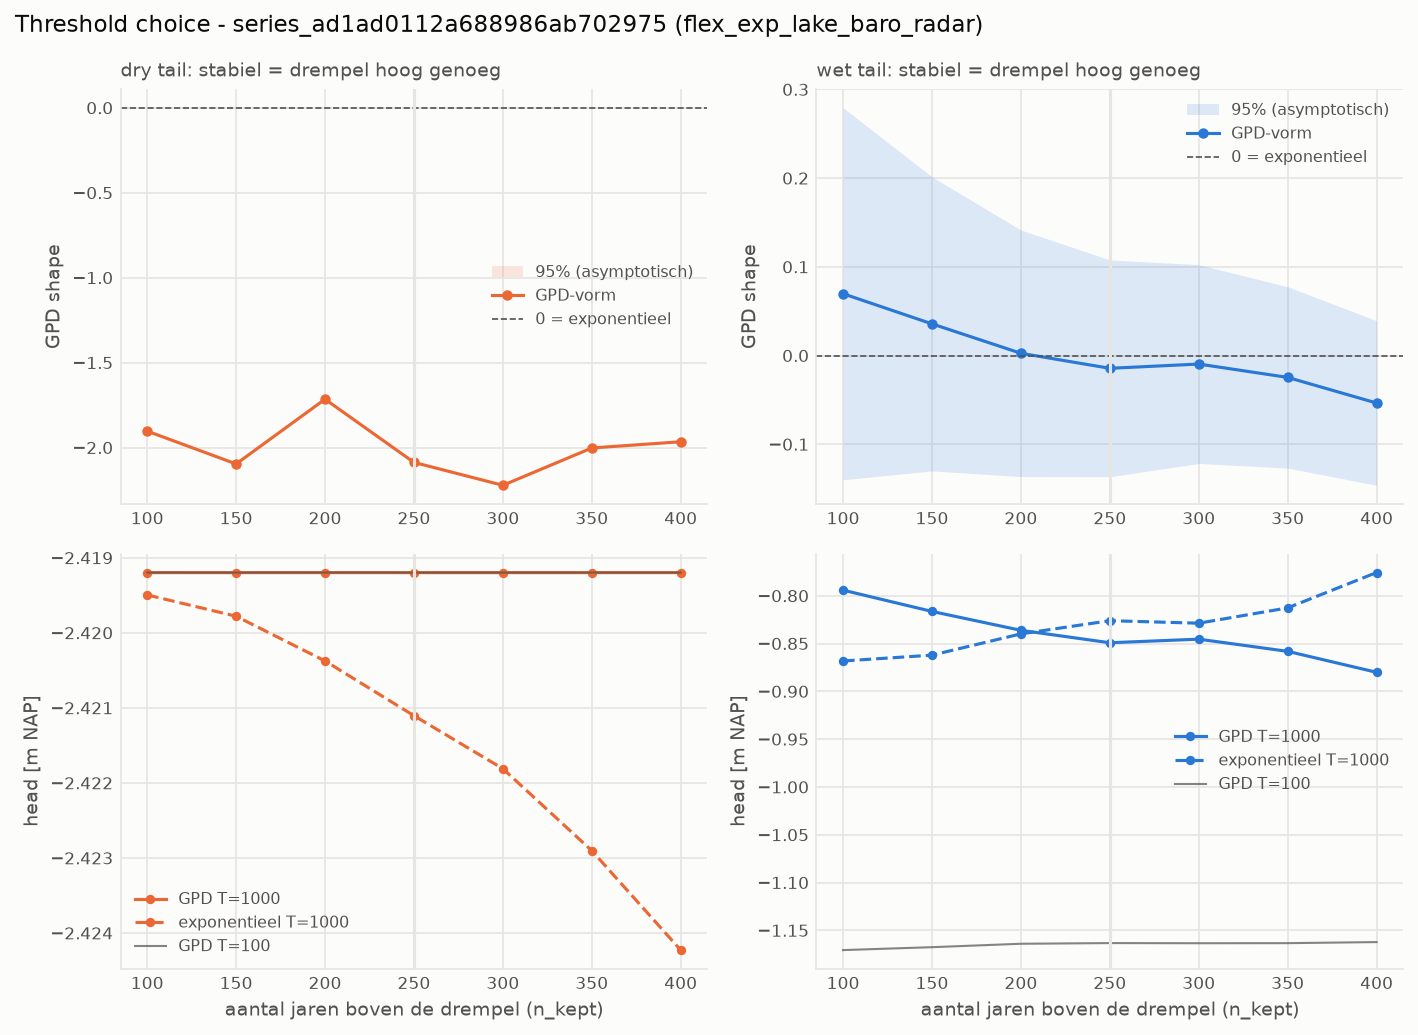 Threshold choice - series_ad1ad0112a688986ab702975 (flex_exp_lake_baro_radar)
dry tail: stabiel = drempel hoog genoeg
0.0
−0.5
−1.0
−1.5
−2.0
GPD shape
95% (asymptotisch)
GPD-vorm
0 = exponentieel
100 150 200 250 300 350 400
wet tail: stabiel = drempel hoog genoeg
0.3
0.2
0.1
0.0
−0.1
GPD shape
95% (asymptotisch)
GPD-vorm
0 = exponentieel
100 150 200 250 300 350 400
−2.419
−2.420
−2.421
−2.422
−2.423
−2.424
head [m NAP]
GPD T=1000
exponentieel T=1000
GPD T=100
100 150 200 250 300 350 400
aantal jaren boven de drempel (n_kept)
−0.80
−0.85
−0.90
−0.95
−1.00
−1.05
−1.10
−1.15
head [m NAP]
GPD T=1000
exponentieel T=1000
GPD T=100
100 150 200 250 300 350 400
aantal jaren boven de drempel (n_kept)